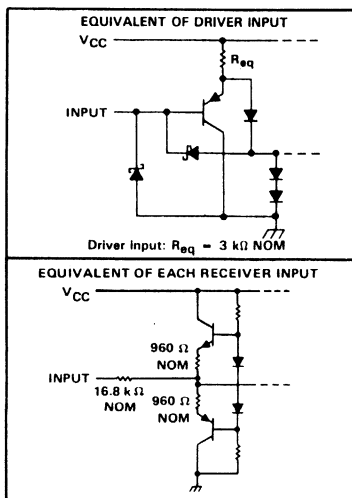 EQUIVALENT OF DRIVER INPUT
VCC
Req
INPUT
Driver input: Req = 3 kΩ NOM
EQUIVALENT OF EACH RECEIVER INPUT
VCC
960 Ω
NOM
INPUT
16.8 kΩ
NOM
960 Ω
NOM